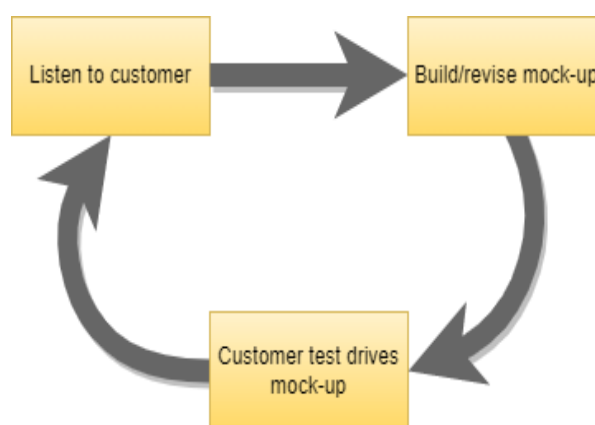 Listen to customer
Build/revise mock-up
Customer test drives
mock-up